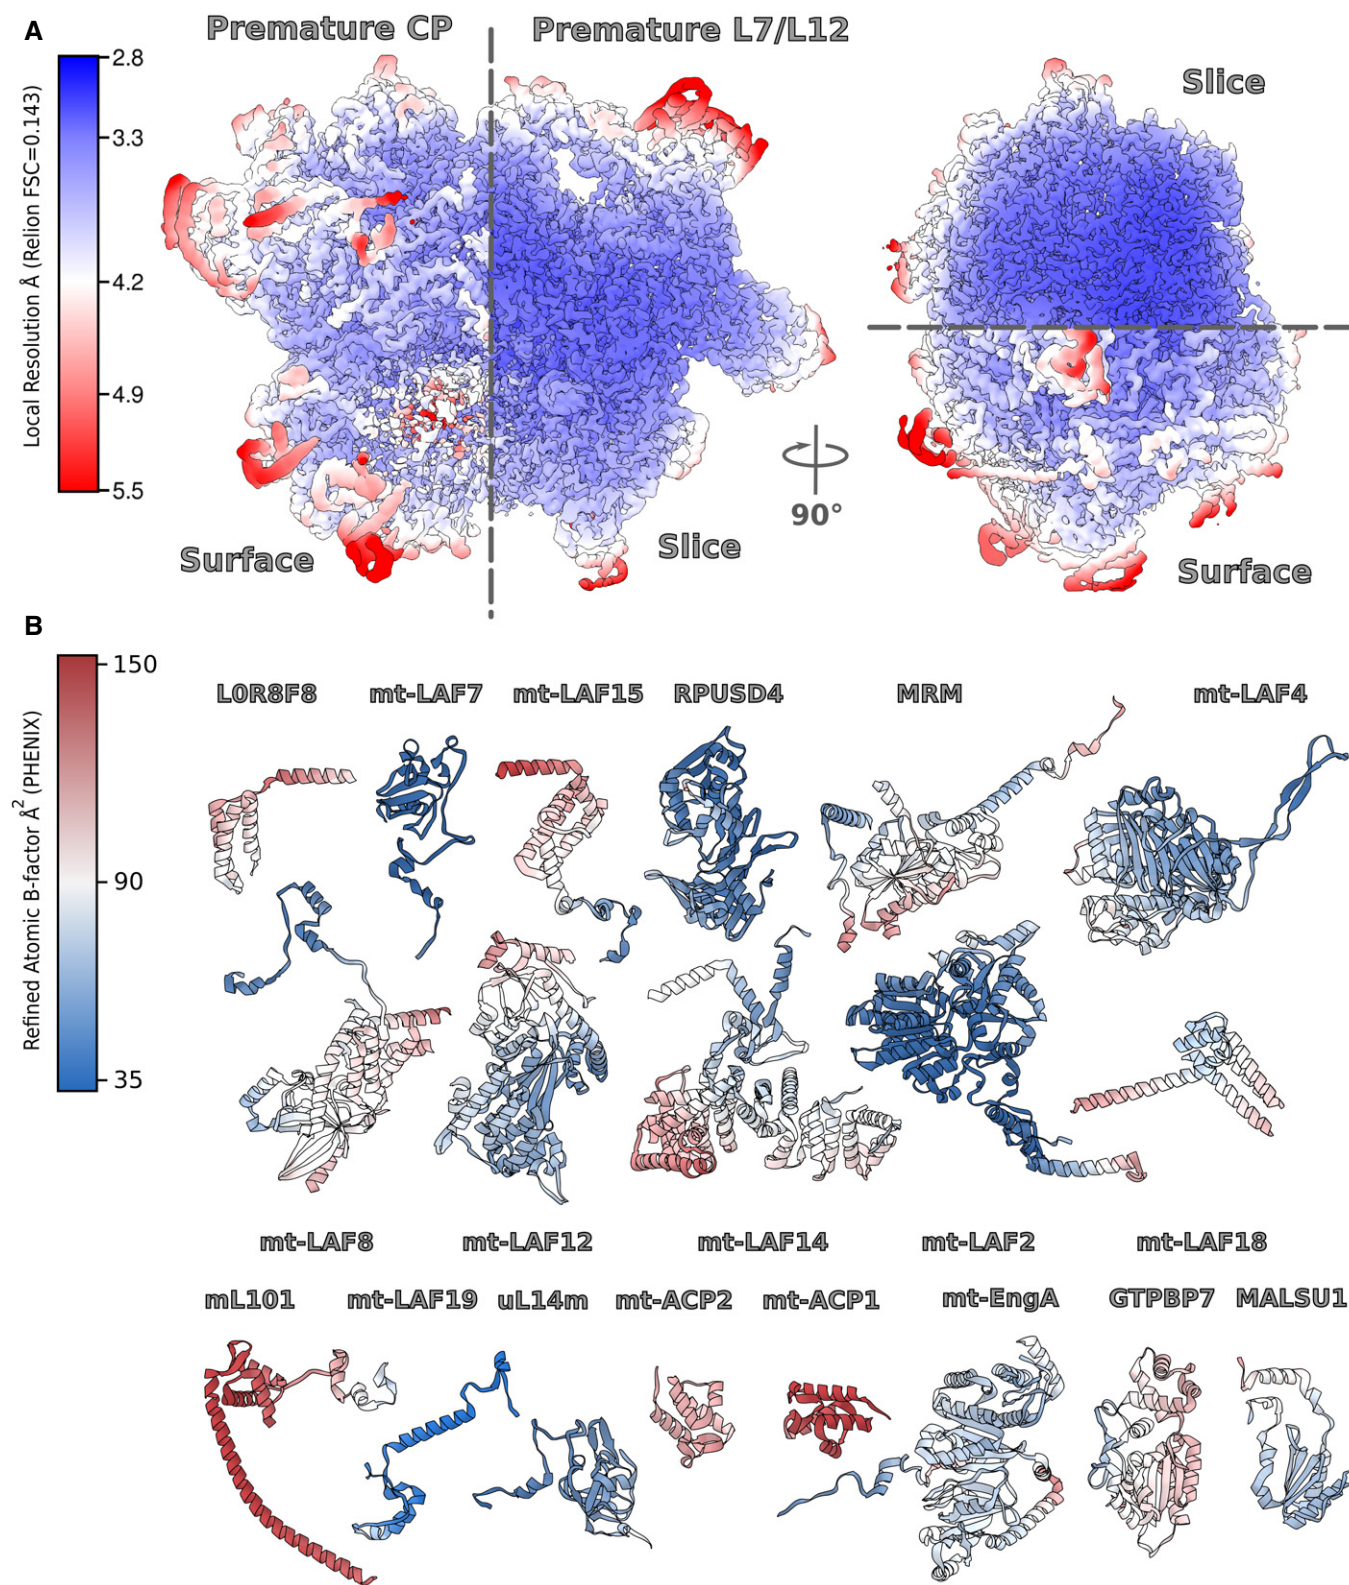 A
Premature CP
Premature L7/L12
Slice
Local Resolution Å (Relion FSC=0.143)
2.8
3.3
4.2
4.9
5.5
90°
Surface
Slice
Surface
B
Refined Atomic B-factor Å² (PHENIX)
150
90
35
L0R8F8
mt-LAF7
mt-LAF15
RPUSD4
MRM
mt-LAF4
mt-LAF8
mt-LAF12
mt-LAF14
mt-LAF2
mt-LAF18
mL101
mt-LAF19
uL14m
mt-ACP2
mt-ACP1
mt-EngA
GTPBP7
MALSU1